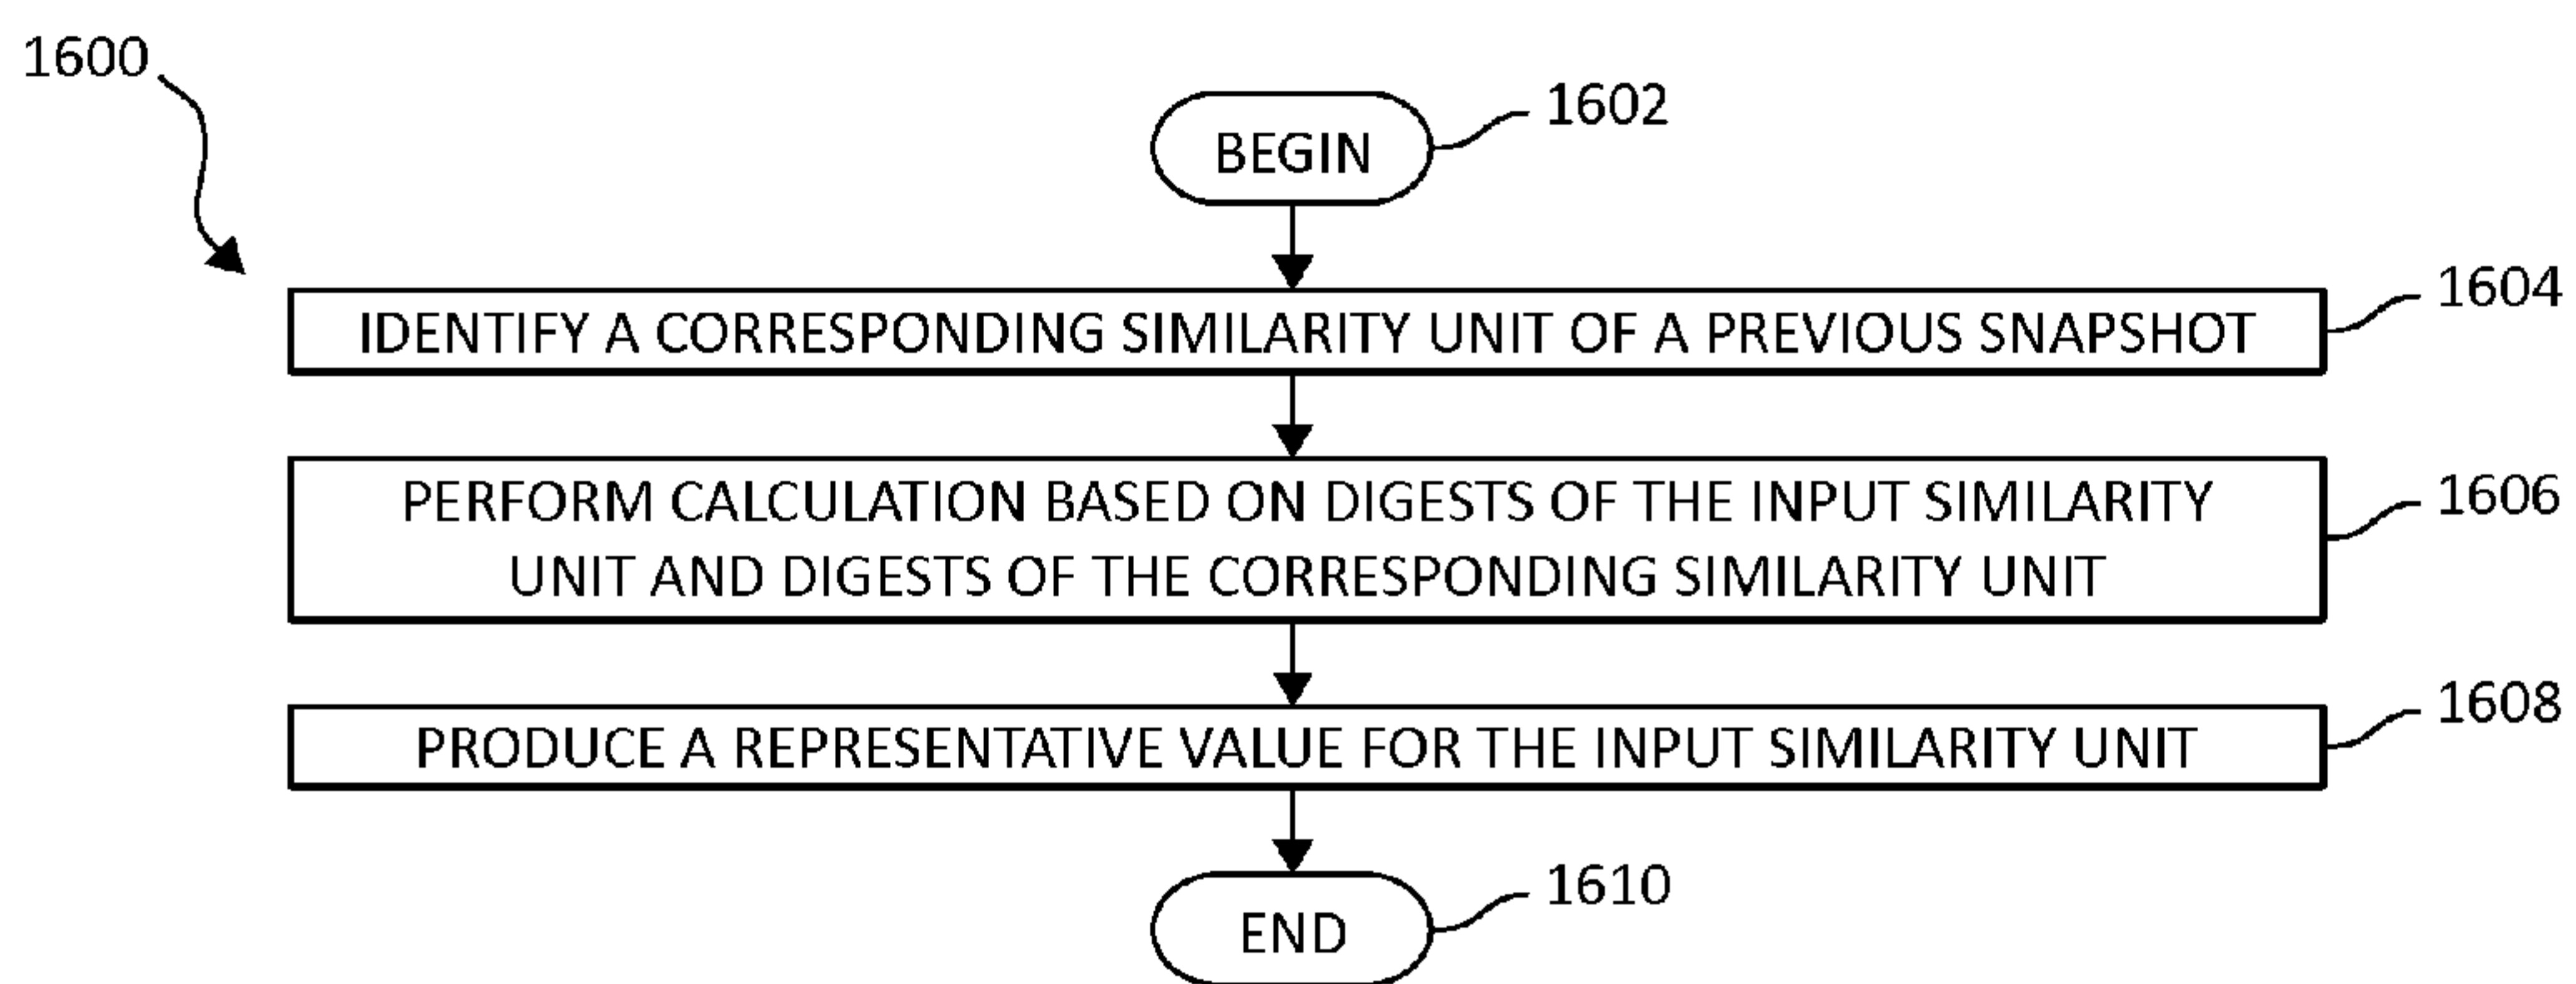 1600
BEGIN
1602
IDENTIFY A CORRESPONDING SIMILARITY UNIT OF A PREVIOUS SNAPSHOT
1604
PERFORM CALCULATION BASED ON DIGESTS OF THE INPUT SIMILARITY
UNIT AND DIGESTS OF THE CORRESPONDING SIMILARITY UNIT
1606
PRODUCE A REPRESENTATIVE VALUE FOR THE INPUT SIMILARITY UNIT
1608
END
1610